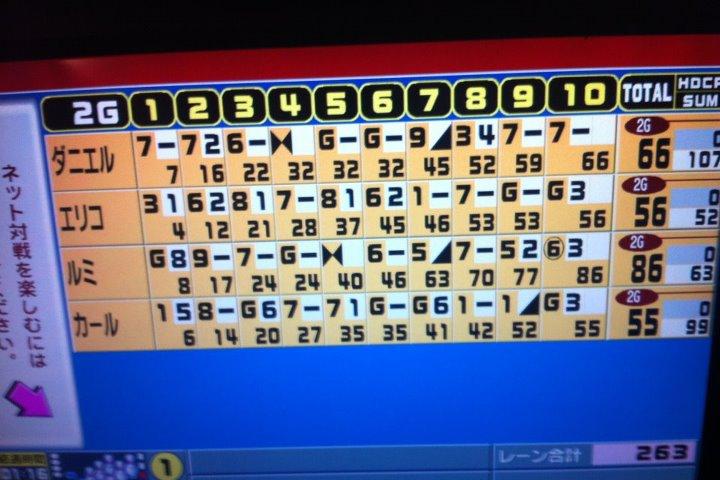 2G 1 2 3 4 5 6 7 8 9 10 TOTAL HDCP SUM
ダニエル 7 - 7 2 6 - G - G - 9 3 4 7 - 7 - 2G 0
7 16 22 32 32 32 45 52 59 66 66 107
エリコ 3 1 6 2 8 1 7 - 8 1 6 2 1 - 7 - G - G 3 2G 0
4 12 21 28 37 45 46 53 53 56 56 52
ルミ G 8 9 - 7 - G - 6 - 5 7 - 5 2 6 3 2G 0
8 17 24 24 40 46 63 70 77 86 86 63
カール 1 5 8 - G 6 7 - 7 1 G - G 6 1 - 1 G 3 2G 0
6 14 20 27 35 35 41 42 52 55 55 99
ネット対戦を楽しむには
ださい。
1
レーン合計 263